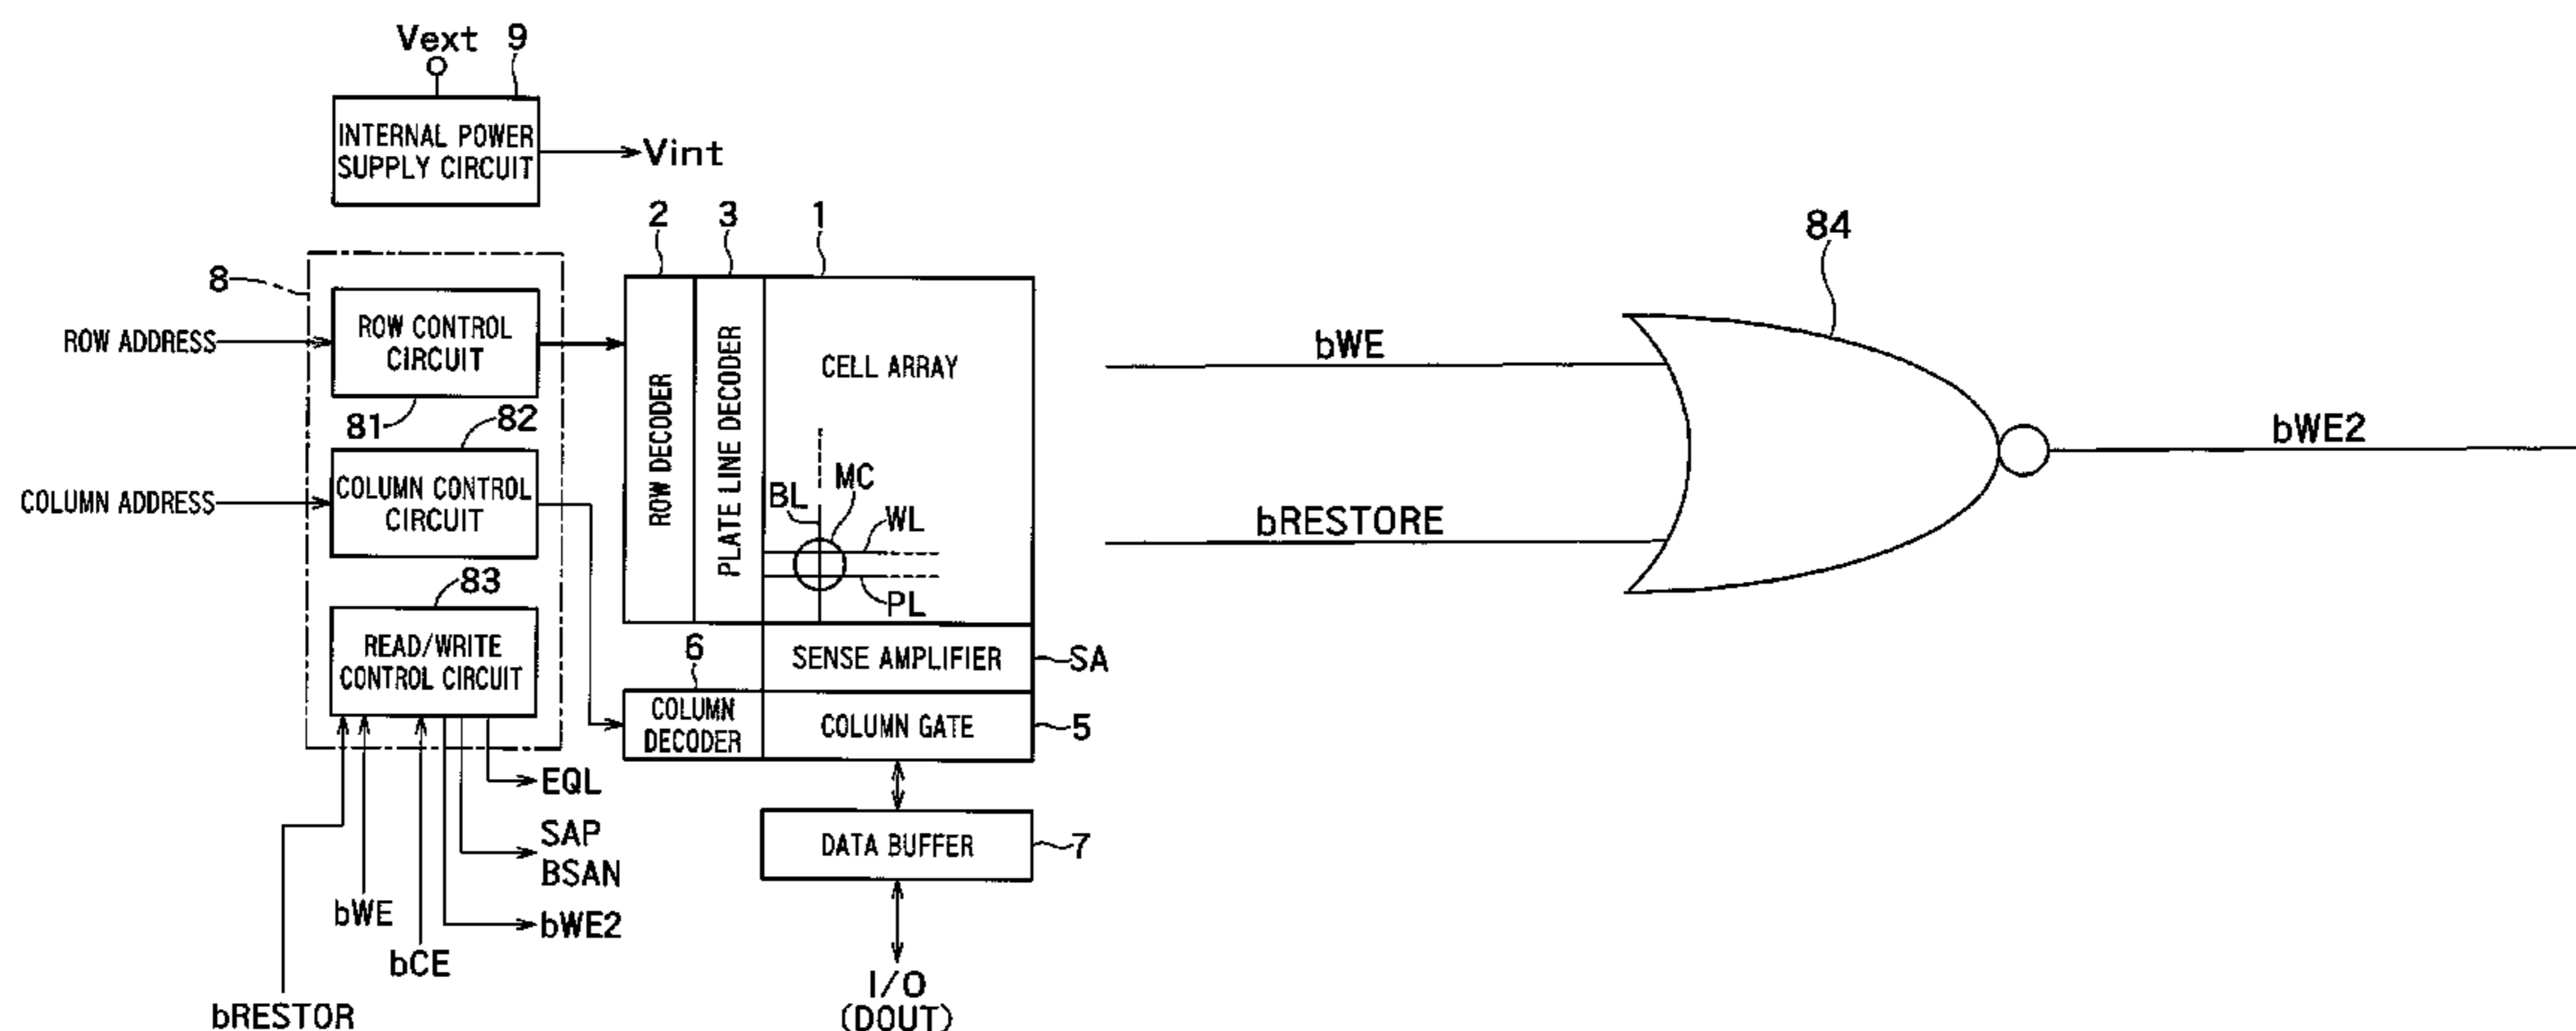 Vext 9
INTERNAL POWER
SUPPLY CIRCUIT
Vint
2 3 1
8
ROW ADDRESS
ROW CONTROL
CIRCUIT
81
82
COLUMN ADDRESS
COLUMN CONTROL
CIRCUIT
83
READ/WRITE
CONTROL CIRCUIT
ROW DECODER
PLATE LINE DECODER
CELL ARRAY
MC
BL
WL
PL
6
SENSE AMPLIFIER
SA
COLUMN
DECODER
COLUMN GATE
5
EQL
SAP
BSAN
bWE
bWE2
bCE
bRESTOR
DATA BUFFER
7
I/O
(DOUT)
84
bWE
bRESTORE
bWE2